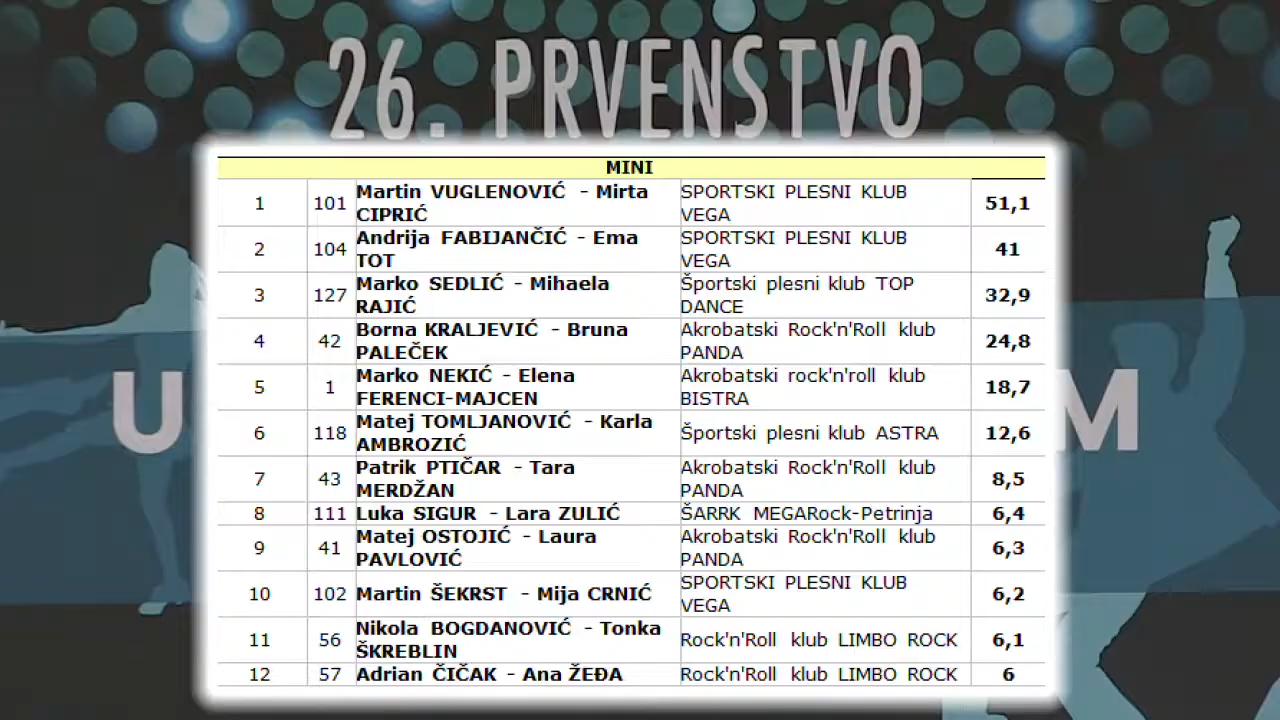 26. PRVENSTVO
U M
MINI
1 101 Martin VUGLENOVIĆ - Mirta CIPRIĆ SPORTSKI PLESNI KLUB VEGA 51,1
2 104 Andrija FABIJANČIĆ - Ema TOT SPORTSKI PLESNI KLUB VEGA 41
3 127 Marko SEDLIĆ - Mihaela RAJIĆ Športski plesni klub TOP DANCE 32,9
4 42 Borna KRALJEVIĆ - Bruna PALEČEK Akrobatski Rock'n'Roll klub PANDA 24,8
5 1 Marko NEKIĆ - Elena FERENCI-MAJCEN Akrobatski rock'n'roll klub BISTRA 18,7
6 118 Matej TOMLJANOVIĆ - Karla AMBROZIĆ Športski plesni klub ASTRA 12,6
7 43 Patrik PTIČAR - Tara MERDŽAN Akrobatski Rock'n'Roll klub PANDA 8,5
8 111 Luka SIGUR - Lara ZULIĆ ŠARRK MEGARock-Petrinja 6,4
9 41 Matej OSTOJIĆ - Laura PAVLOVIĆ Akrobatski Rock'n'Roll klub PANDA 6,3
10 102 Martin ŠEKRST - Mija CRNIĆ SPORTSKI PLESNI KLUB VEGA 6,2
11 56 Nikola BOGDANOVIĆ - Tonka ŠKREBLIN Rock'n'Roll klub LIMBO ROCK 6,1
12 57 Adrian ČIČAK - Ana ŽEĐA Rock'n'Roll klub LIMBO ROCK 6